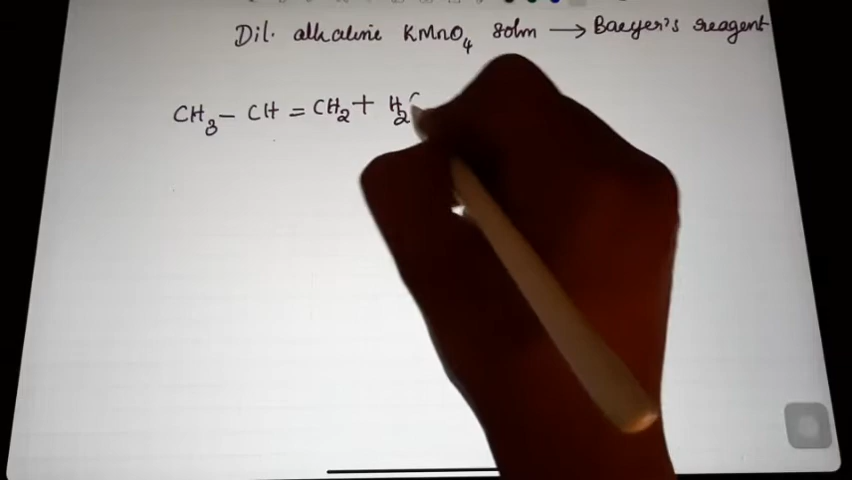 Dil. alkaline KMnO₄ soln → Baeyer's reagent
CH₃ - CH = CH₂ + H₂